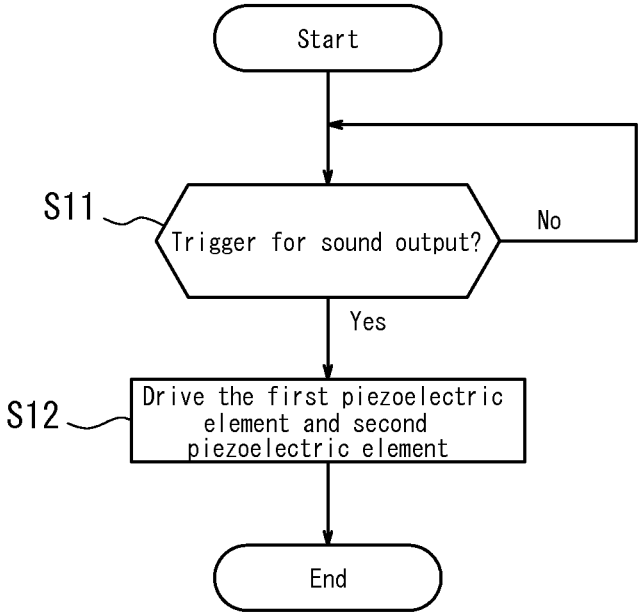 Start
S11
Trigger for sound output?
No
Yes
S12
Drive the first piezoelectric
element and second
piezoelectric element
End